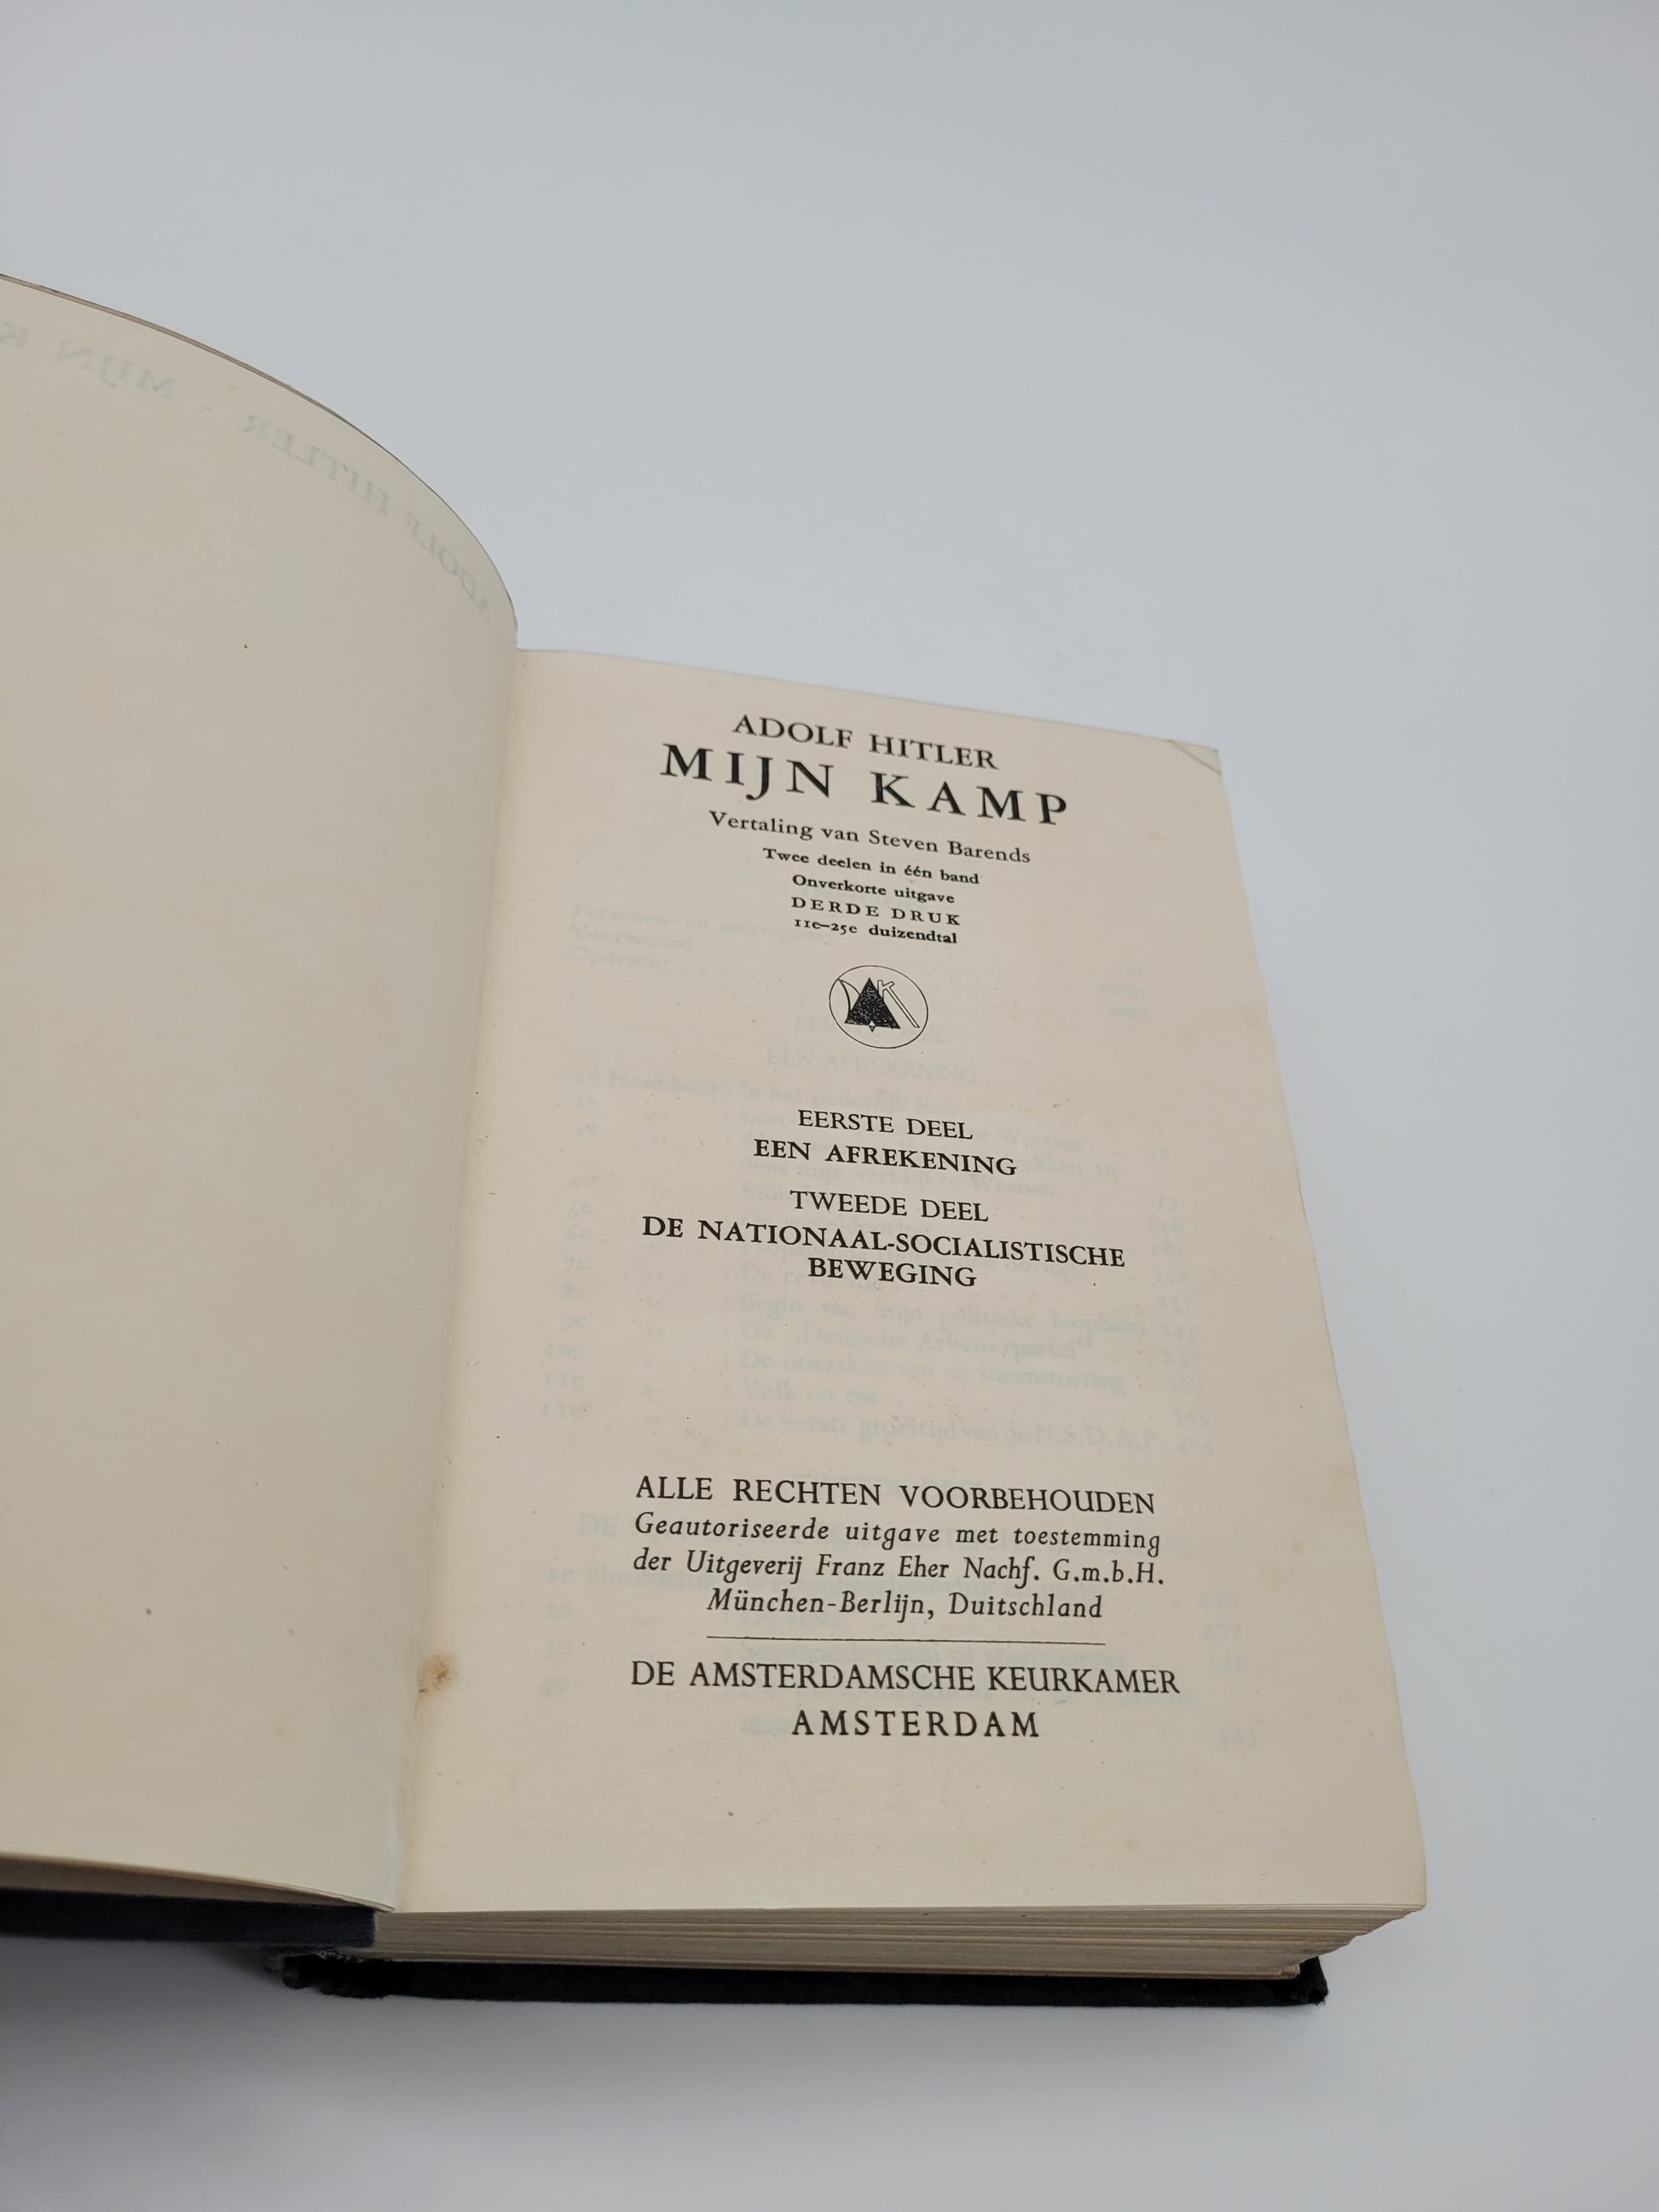 ADOLF HITLER
MIJN KAMP
Vertaling van Steven Barends
Twee deelen in één band
Onverkorte uitgave
DERDE DRUK
11e–25e duizendtal
EERSTE DEEL
EEN AFREKENING
TWEEDE DEEL
DE NATIONAAL-SOCIALISTISCHE
BEWEGING
ALLE RECHTEN VOORBEHOUDEN
Geautoriseerde uitgave met toestemming
der Uitgeverij Franz Eher Nachf. G.m.b.H.
München-Berlijn, Duitschland
DE AMSTERDAMSCHE KEURKAMER
AMSTERDAM